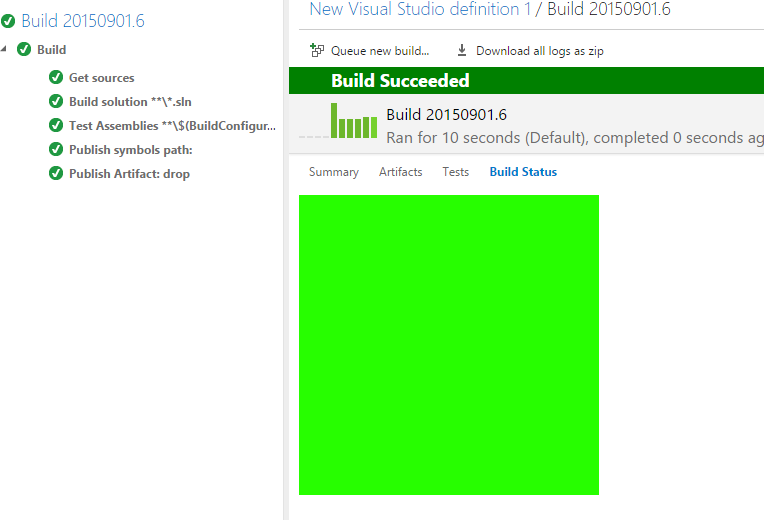 Build 20150901.6
Build
Get sources
Build solution **\*.sln
Test Assemblies **\$(BuildConfigur...
Publish symbols path:
Publish Artifact: drop
New Visual Studio definition 1 / Build 20150901.6
Queue new build... Download all logs as zip
Build Succeeded
Build 20150901.6
Ran for 10 seconds (Default), completed 0 seconds ag
Summary Artifacts Tests Build Status